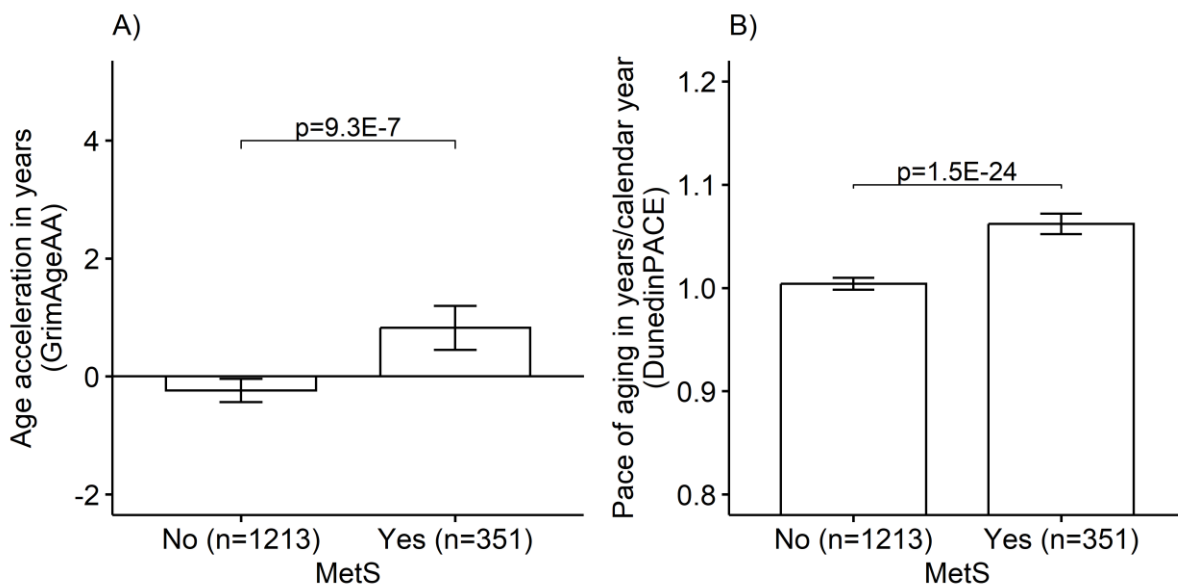 A)
Age acceleration in years
(GrimAgeAA)
4
2
0
-2
p=9.3E-7
No (n=1213)
Yes (n=351)
MetS
B)
Pace of aging in years/calendar year
(DunedinPACE)
1.2
1.1
1.0
0.9
0.8
p=1.5E-24
No (n=1213)
Yes (n=351)
MetS